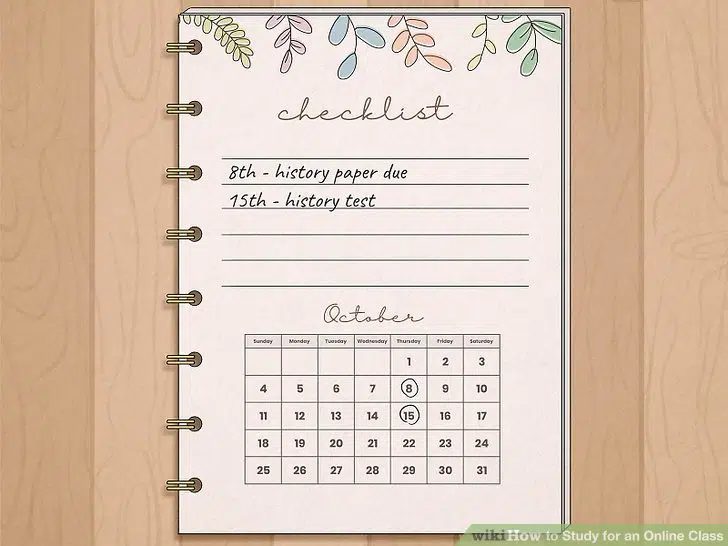 checklist
8th - history paper due
15th - history test
October
Sunday Monday Tuesday Wednesday Thursday Friday Saturday
1 2 3
4 5 6 7 8 9 10
11 12 13 14 15 16 17
18 19 20 21 22 23 24
25 26 27 28 29 30 31
wikiHow to Study for an Online Class